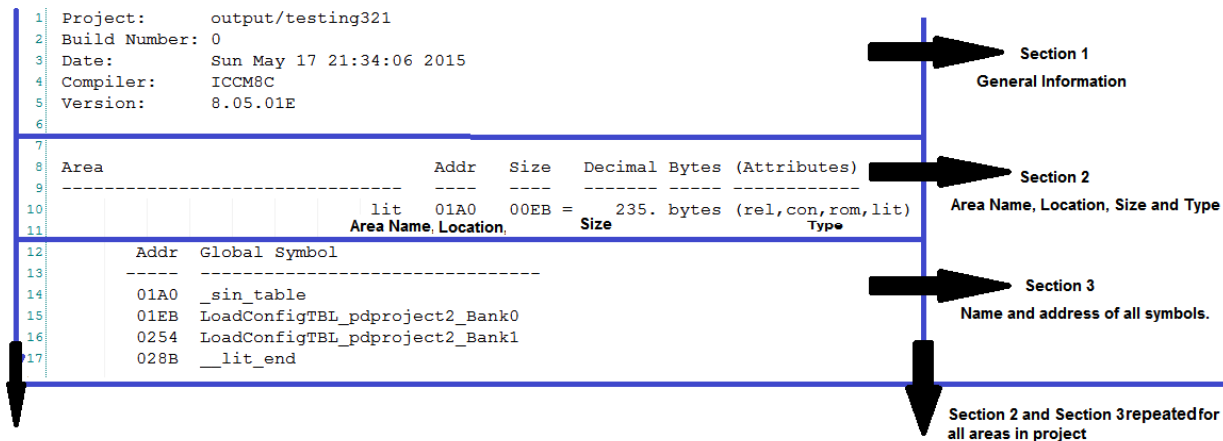 1 Project: output/testing321
2 Build Number: 0
3 Date: Sun May 17 21:34:06 2015
4 Compiler: ICCM8C
5 Version: 8.05.01E
6
Section 1
General Information
7
8 Area Addr Size Decimal Bytes (Attributes)
9 -------------------------------- ---- ---- ------- ----- ------------
10 lit 01A0 00EB = 235. bytes (rel,con,rom,lit)
11 Area Name, Location, Size Type
Section 2
Area Name, Location, Size and Type
12 Addr Global Symbol
13 ----- --------------------------------
14 01A0 _sin_table
15 01EB LoadConfigTBL_pdproject2_Bank0
16 0254 LoadConfigTBL_pdproject2_Bank1
17 028B __lit_end
Section 3
Name and address of all symbols.
Section 2 and Section 3 repeated for
all areas in project